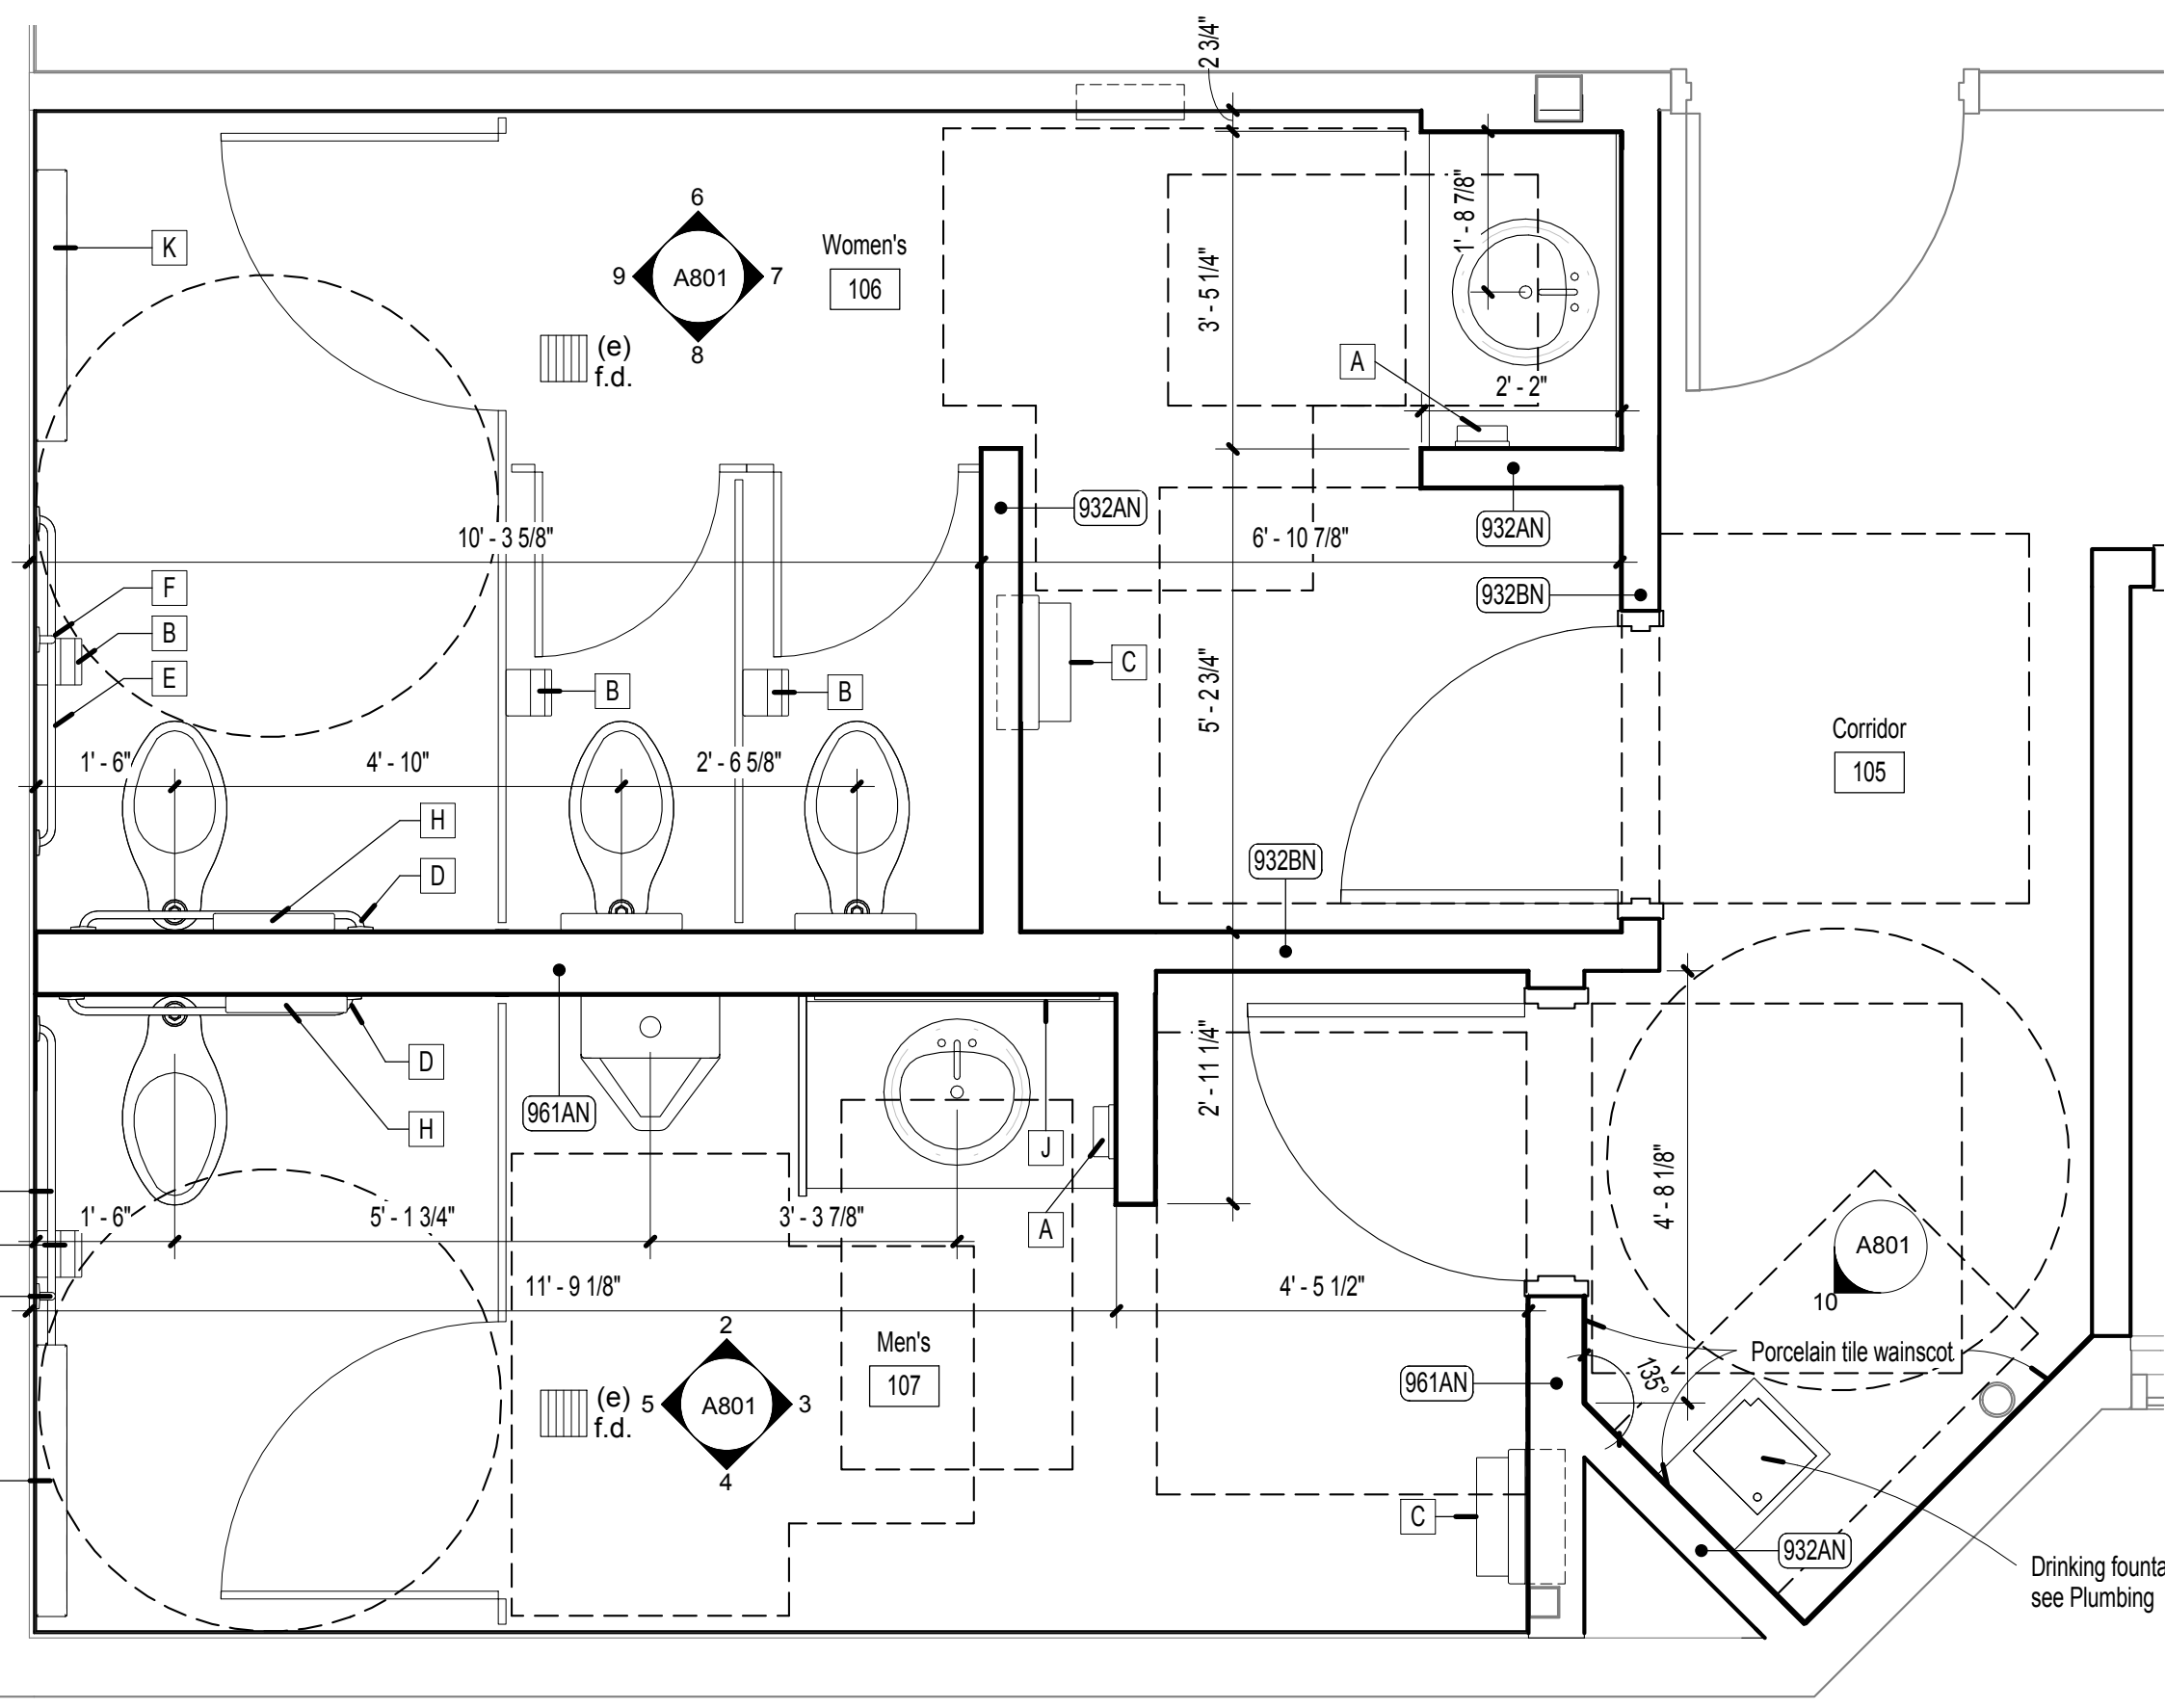 2 3/4"
6
9 A801 7
8
Women's
106
(e)
f.d.
K
3' - 5 1/4"
1' - 8 7/8"
A
2' - 2"
932AN
932AN
10' - 3 5/8"
6' - 10 7/8"
932BN
F
B
E
B
B
C
5' - 2 3/4"
Corridor
105
1' - 6"
4' - 10"
2' - 6 5/8"
H
D
932BN
D
H
961AN
J
A
2' - 11 1/4"
4' - 8 1/8"
1' - 6"
5' - 1 3/4"
3' - 3 7/8"
11' - 9 1/8"
4' - 5 1/2"
A801
10
Men's
107
2
5 A801 3
4
(e)
f.d.
961AN
135°
Porcelain tile wainscot
C
932AN
Drinking founta
see Plumbing